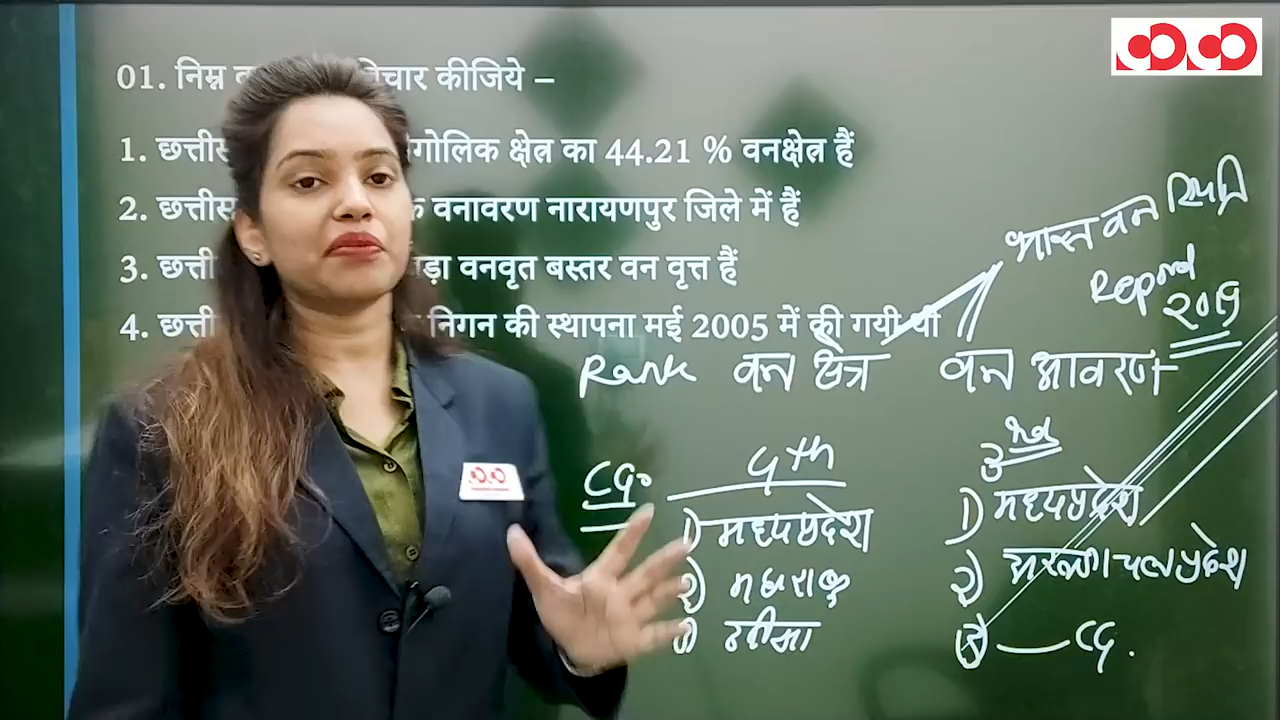 01. निम्न विचार कीजिये –
1. छत्तीस गोलिक क्षेत्र का 44.21 % वनक्षेत्र हैं
2. छत्तीस वनावरण नारायणपुर जिले में हैं
3. छत्ती ड़ा वनवृत बस्तर वन वृत्त हैं
4. छत्ती निगन की स्थापना मई 2005 में की गयी थी
भारत वन स्थिति
Report
2019
Rank वन क्षेत्र वन आवरण
CG 4th 3rd
1) मध्यप्रदेश 1) मध्यप्रदेश
2) महाराष्ट्र 2) अरुणाचल प्रदेश
3) उड़ीसा 3) — CG.